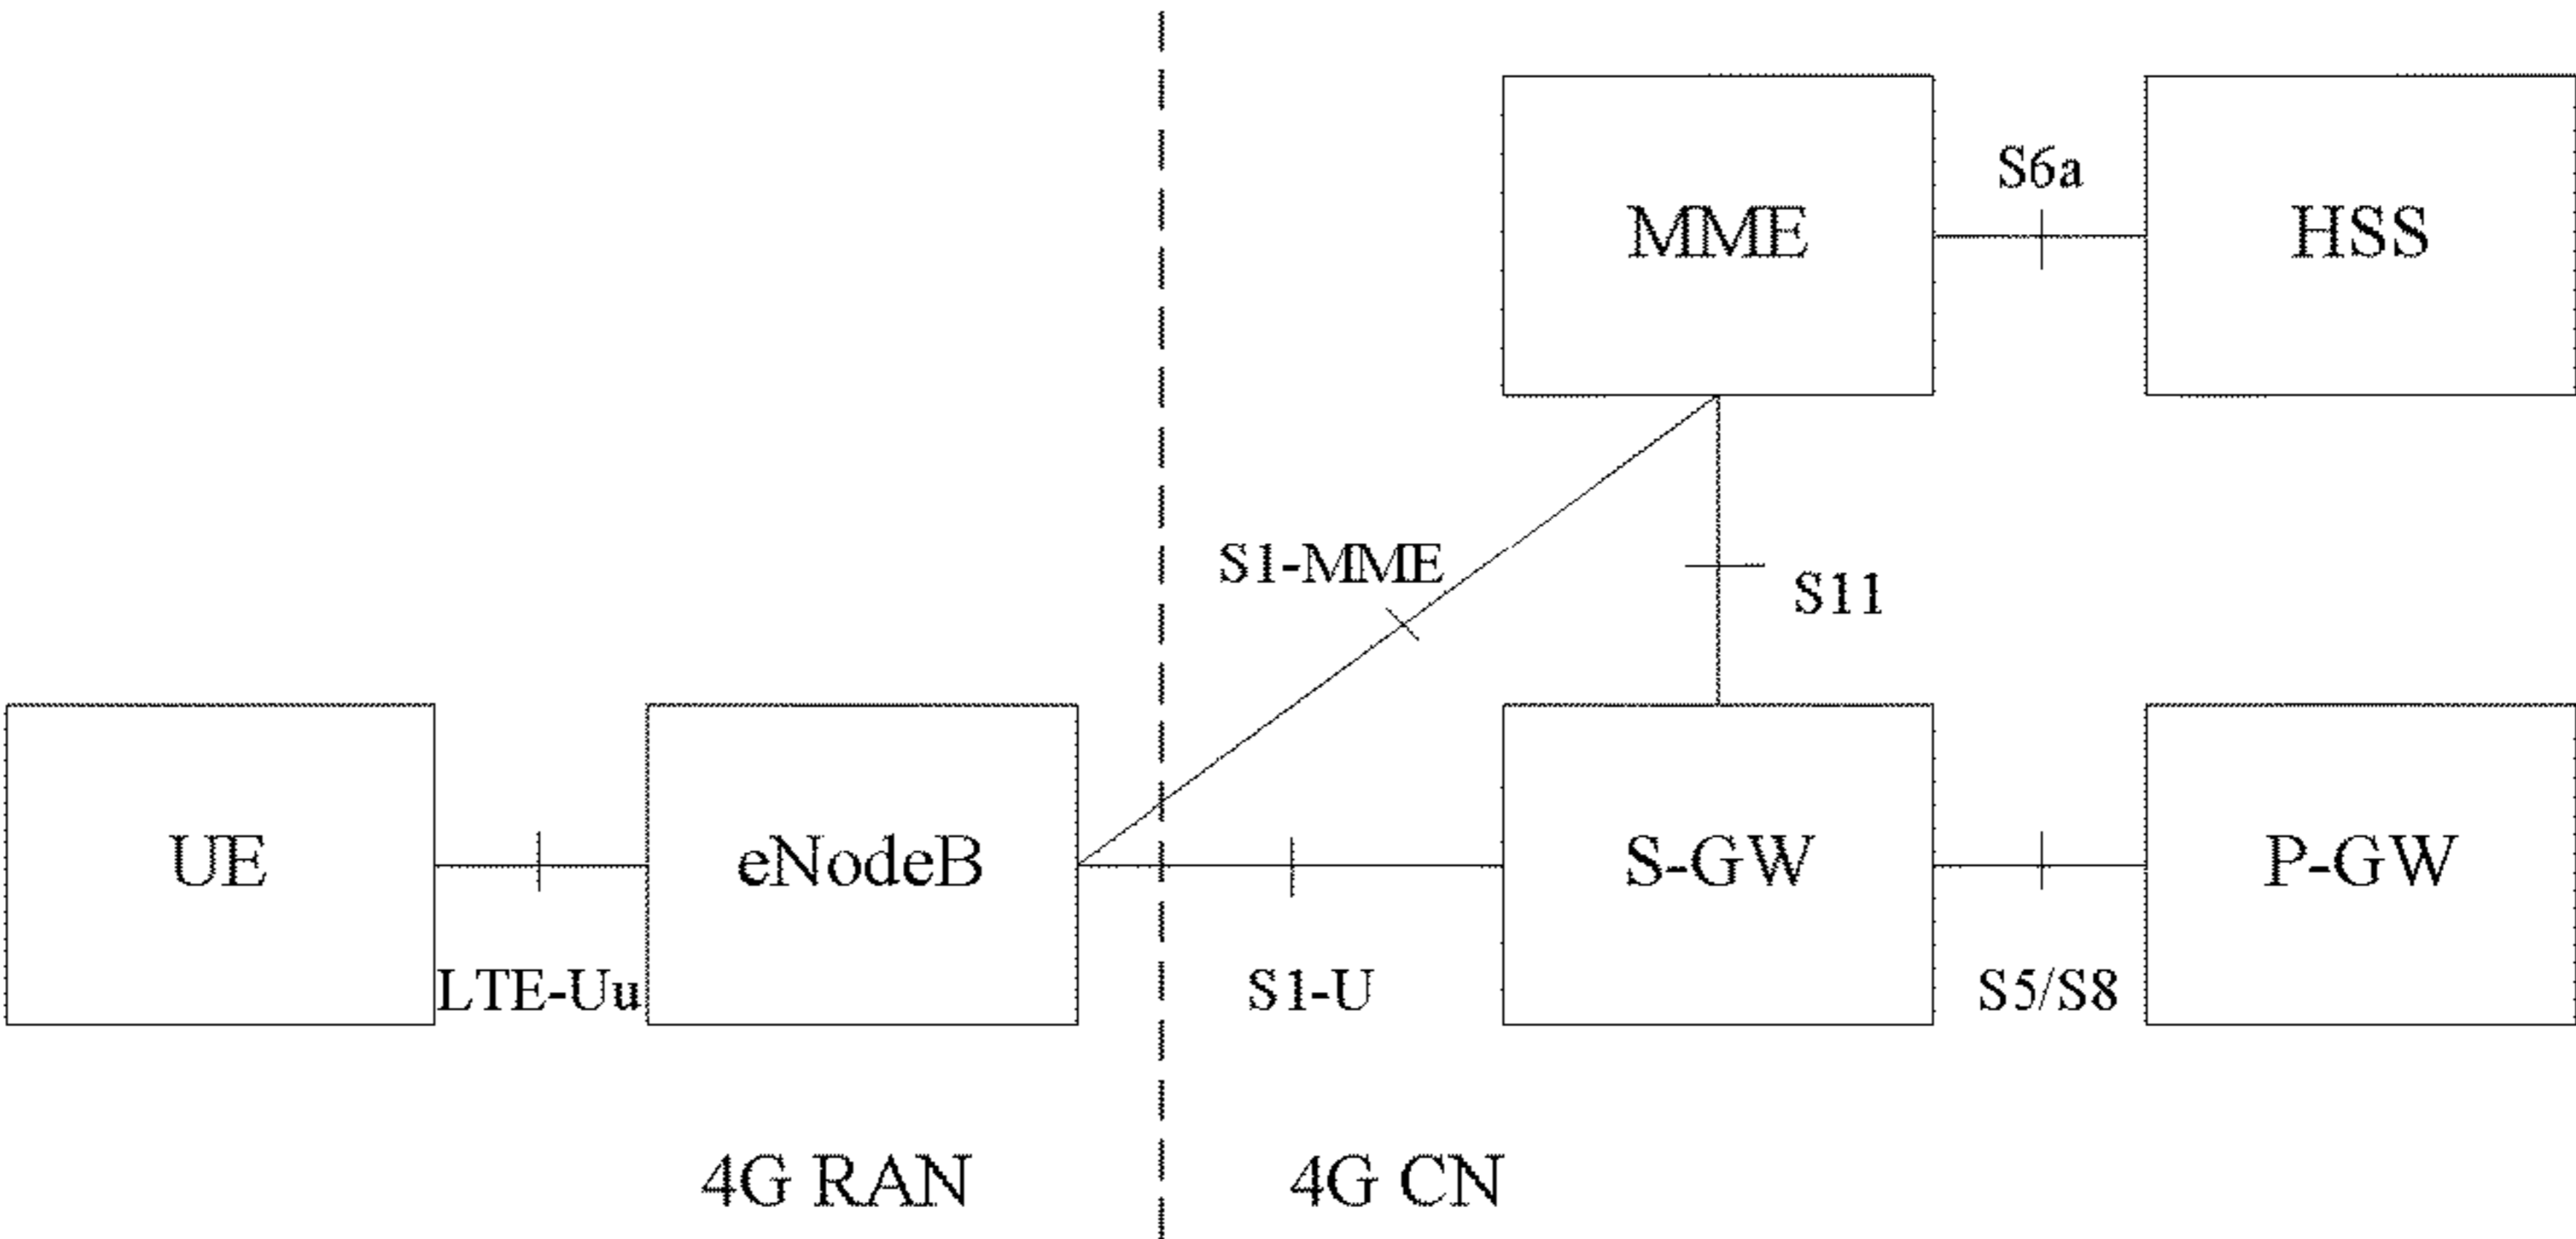 MME
S6a
HSS
S1-MME
S11
UE
LTE-Uu
eNodeB
S1-U
S-GW
S5/S8
P-GW
4G RAN
4G CN